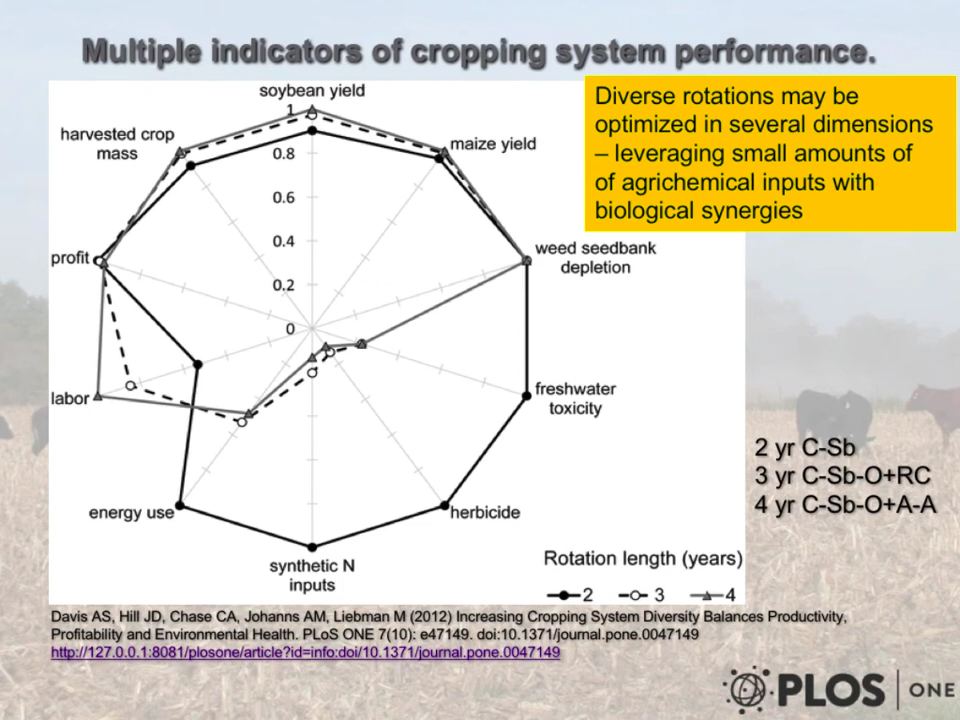 Multiple indicators of cropping system performance.
soybean yield
1
harvested crop
mass
maize yield
0.8
0.6
0.4
0.2
0
profit
weed seedbank
depletion
labor
freshwater
toxicity
energy use
herbicide
synthetic N
inputs
Rotation length (years)
2 3 4
Diverse rotations may be
optimized in several dimensions
– leveraging small amounts of
of agrichemical inputs with
biological synergies
2 yr C-Sb
3 yr C-Sb-O+RC
4 yr C-Sb-O+A-A
Davis AS, Hill JD, Chase CA, Johanns AM, Liebman M (2012) Increasing Cropping System Diversity Balances Productivity,
Profitability and Environmental Health. PLoS ONE 7(10): e47149. doi:10.1371/journal.pone.0047149
http://127.0.0.1:8081/plosone/article?id=info:doi/10.1371/journal.pone.0047149
PLOS | ONE